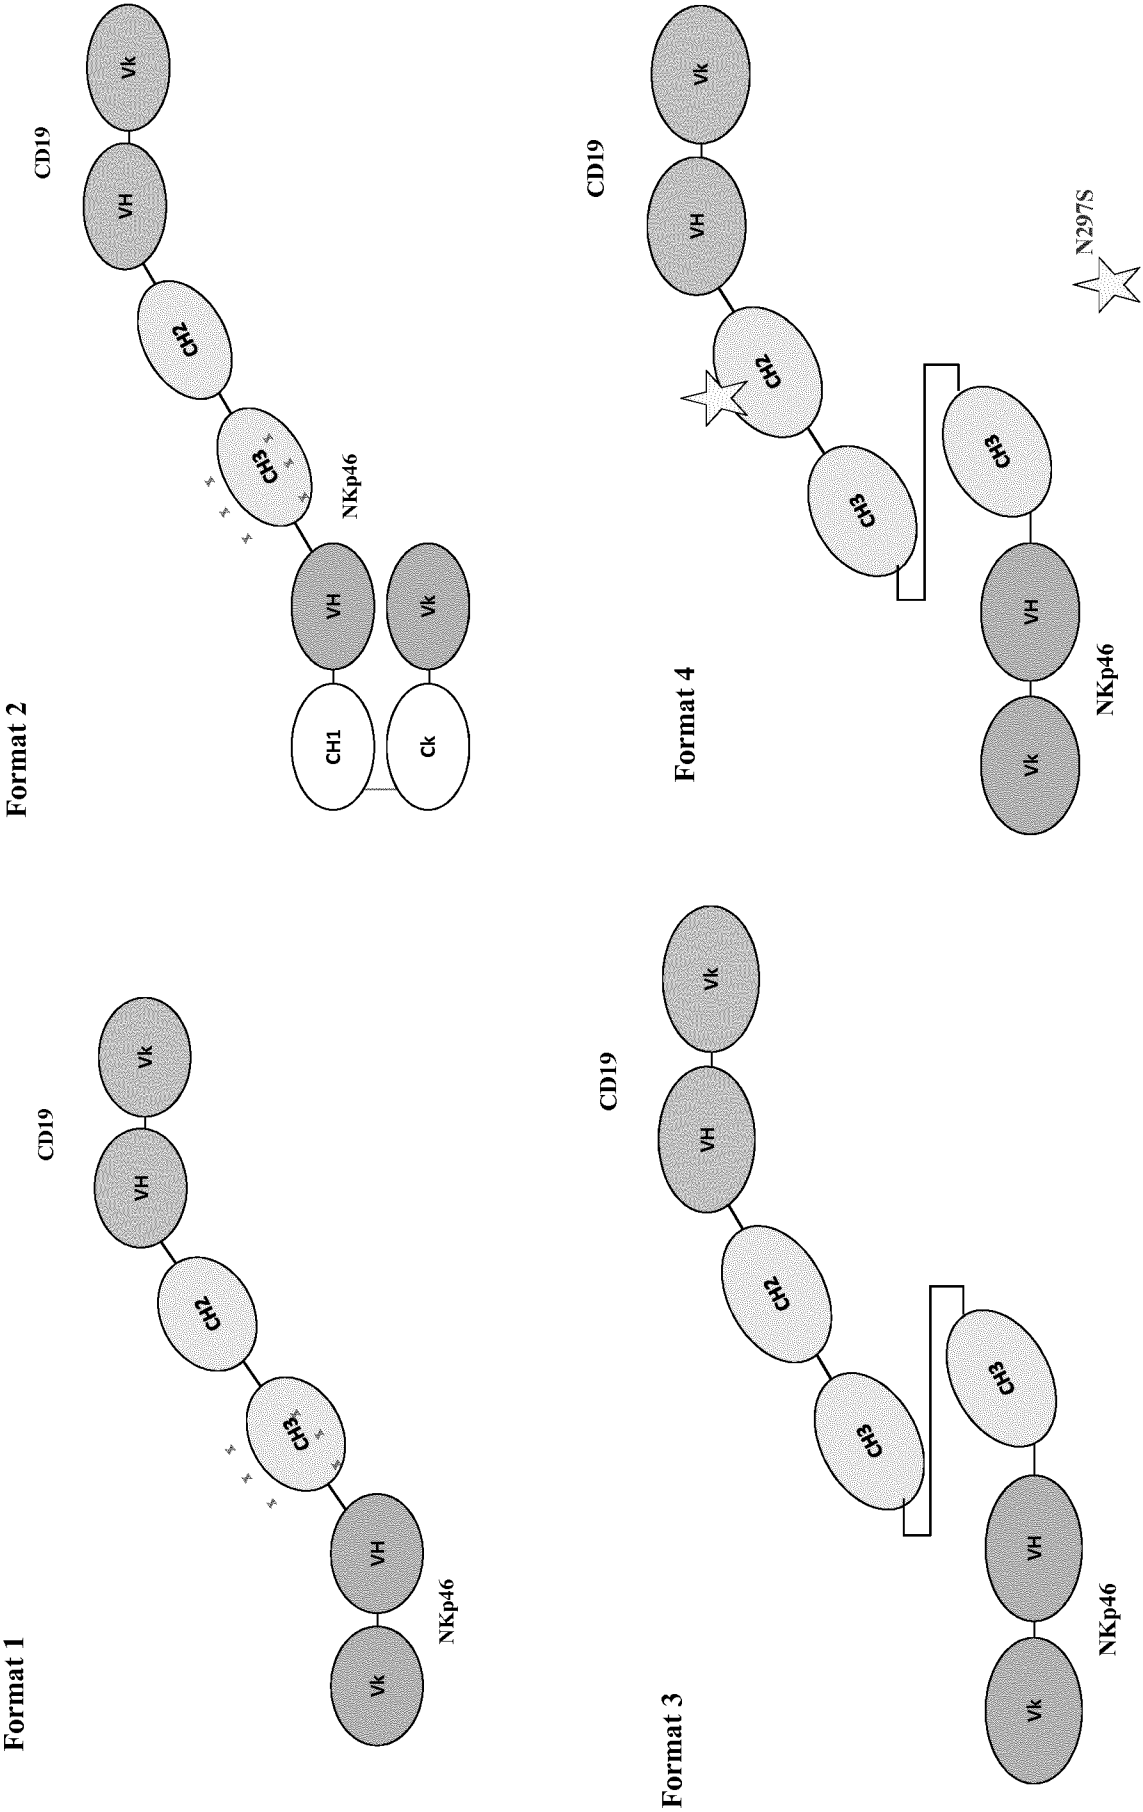 Format 1
CD19
Vk
VH
CH2
CH3
VH
Vk
NKp46
Format 2
CD19
Vk
VH
CH2
CH3
NKp46
CH1
VH
Ck
Vk
Format 3
CD19
Vk
VH
CH2
CH3
CH3
VH
Vk
NKp46
Format 4
CD19
Vk
VH
CH2
CH3
CH3
VH
Vk
NKp46
N297S